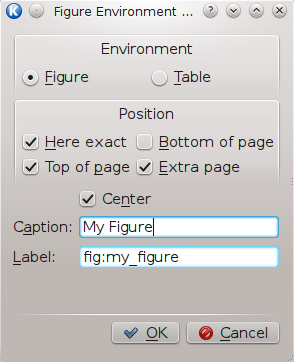 Figure Environment ...
Environment
Figure Table
Position
Here exact Bottom of page
Top of page Extra page
Center
Caption: My Figure
Label: fig:my_figure
OK Cancel